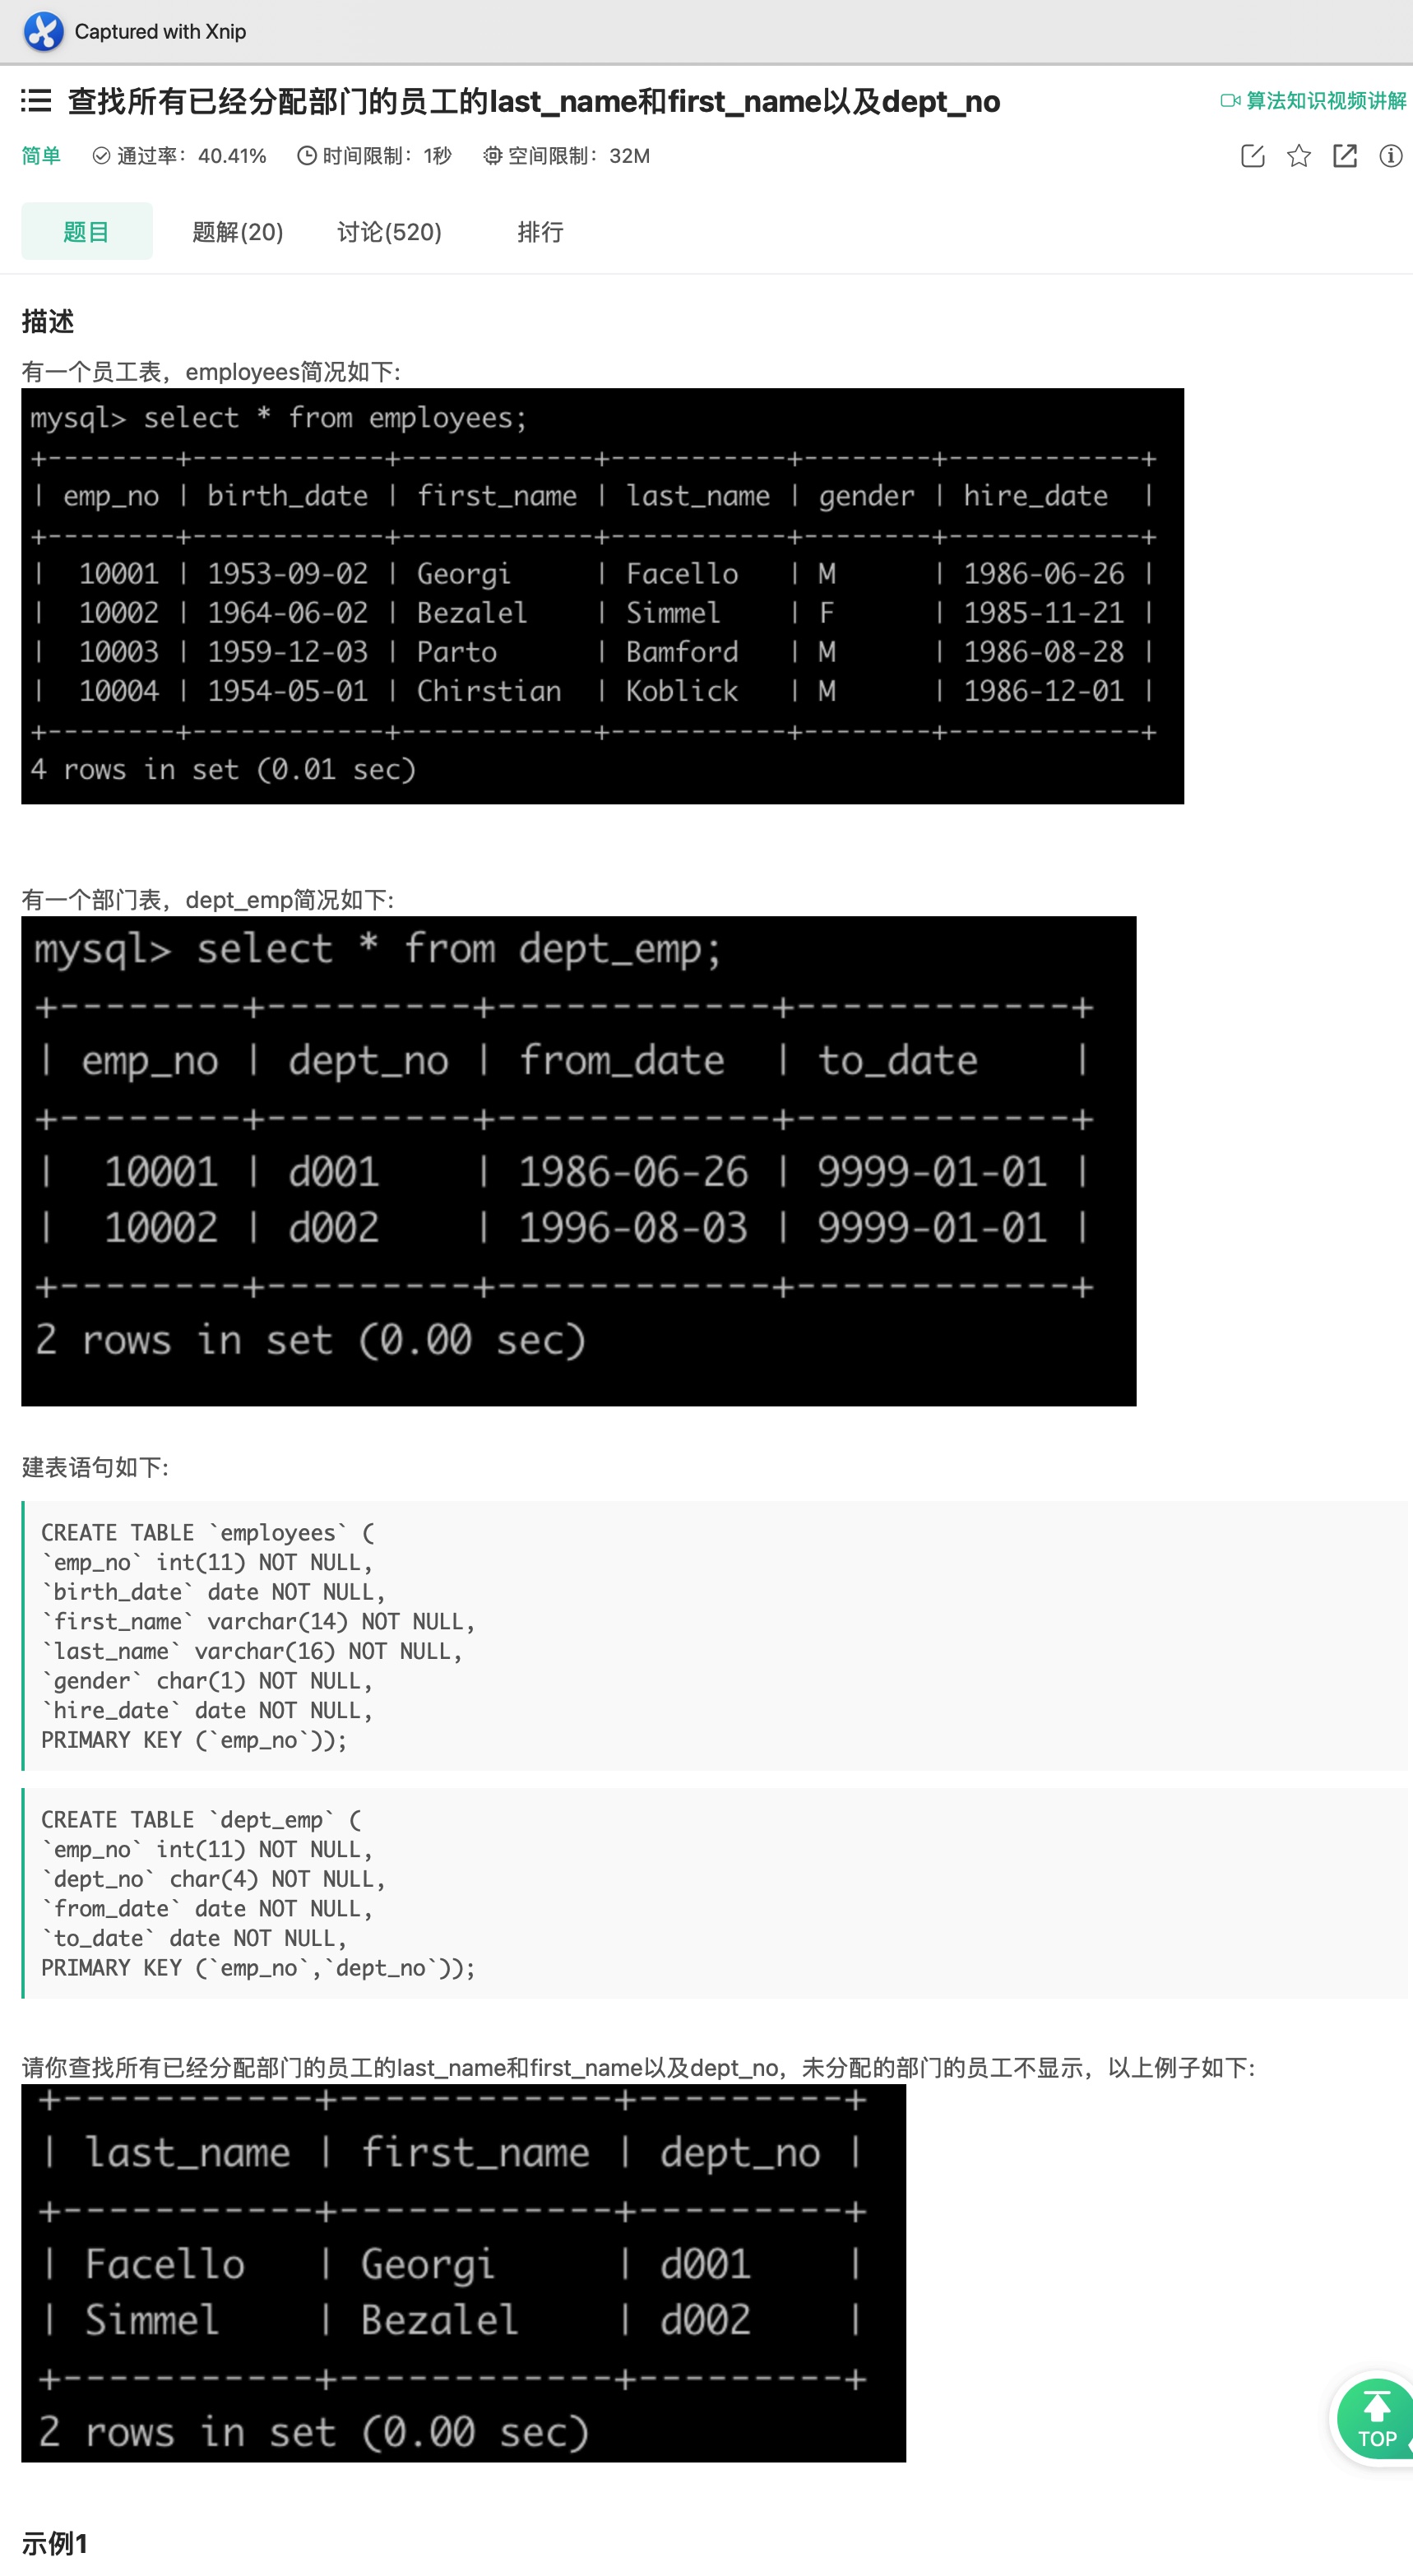 Captured with Xnip
查找所有已经分配部门的员工的last_name和first_name以及dept_no
算法知识视频讲解
简单 通过率：40.41% 时间限制：1秒 空间限制：32M
题目 题解(20) 讨论(520) 排行
描述
有一个员工表，employees简况如下:
mysql> select * from employees;
+--------+------------+------------+-----------+--------+------------+
| emp_no | birth_date | first_name | last_name | gender | hire_date  |
+--------+------------+------------+-----------+--------+------------+
|  10001 | 1953-09-02 | Georgi     | Facello   | M      | 1986-06-26 |
|  10002 | 1964-06-02 | Bezalel    | Simmel    | F      | 1985-11-21 |
|  10003 | 1959-12-03 | Parto      | Bamford   | M      | 1986-08-28 |
|  10004 | 1954-05-01 | Chirstian  | Koblick   | M      | 1986-12-01 |
+--------+------------+------------+-----------+--------+------------+
4 rows in set (0.01 sec)
有一个部门表，dept_emp简况如下:
mysql> select * from dept_emp;
+--------+---------+------------+------------+
| emp_no | dept_no | from_date  | to_date    |
+--------+---------+------------+------------+
|  10001 | d001    | 1986-06-26 | 9999-01-01 |
|  10002 | d002    | 1996-08-03 | 9999-01-01 |
+--------+---------+------------+------------+
2 rows in set (0.00 sec)
建表语句如下:
CREATE TABLE `employees` (
`emp_no` int(11) NOT NULL,
`birth_date` date NOT NULL,
`first_name` varchar(14) NOT NULL,
`last_name` varchar(16) NOT NULL,
`gender` char(1) NOT NULL,
`hire_date` date NOT NULL,
PRIMARY KEY (`emp_no`));
CREATE TABLE `dept_emp` (
`emp_no` int(11) NOT NULL,
`dept_no` char(4) NOT NULL,
`from_date` date NOT NULL,
`to_date` date NOT NULL,
PRIMARY KEY (`emp_no`,`dept_no`));
请你查找所有已经分配部门的员工的last_name和first_name以及dept_no，未分配的部门的员工不显示，以上例子如下:
+-----------+------------+---------+
| last_name | first_name | dept_no |
+-----------+------------+---------+
| Facello   | Georgi     | d001    |
| Simmel    | Bezalel    | d002    |
+-----------+------------+---------+
2 rows in set (0.00 sec)
TOP
示例1